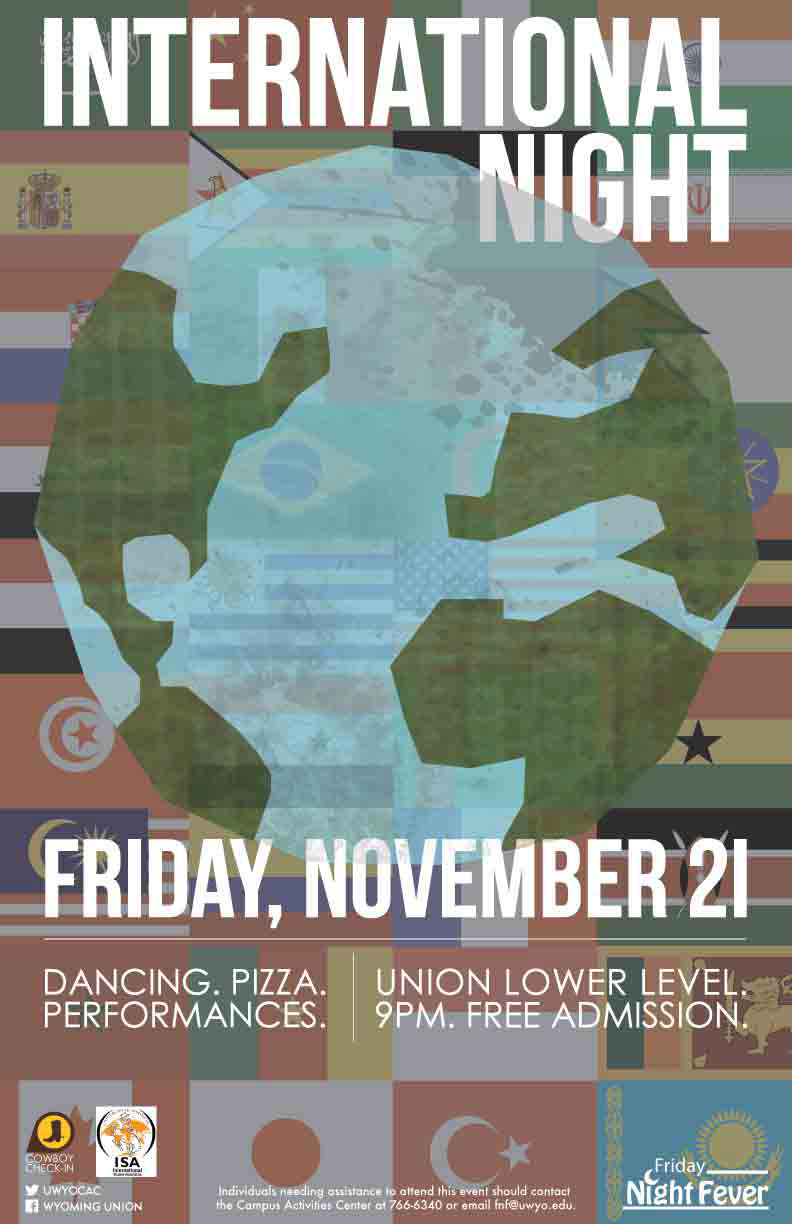 INTERNATIONAL
NIGHT
FRIDAY, NOVEMBER 21
DANCING. PIZZA.
PERFORMANCES.
UNION LOWER LEVEL.
9PM. FREE ADMISSION.
COWBOY
CHECK-IN
ISA
International
UWYOCAC
WYOMING UNION
Individuals needing assistance to attend this event should contact
the Campus Activities Center at 766-6340 or email fnf@uwyo.edu.
Friday
Night Fever